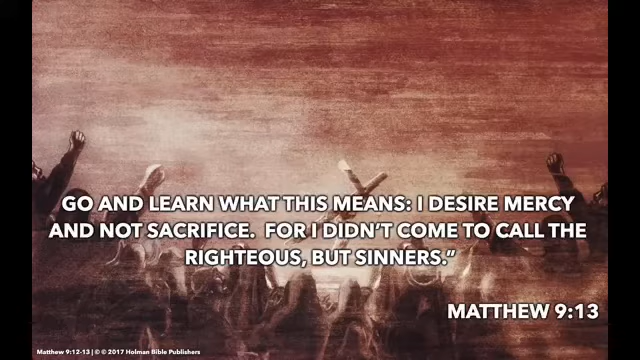 GO AND LEARN WHAT THIS MEANS: I DESIRE MERCY
AND NOT SACRIFICE.  FOR I DIDN'T COME TO CALL THE
RIGHTEOUS, BUT SINNERS.“
MATTHEW 9:13
Matthew 9:12-13 | © © 2017 Holman Bible Publishers